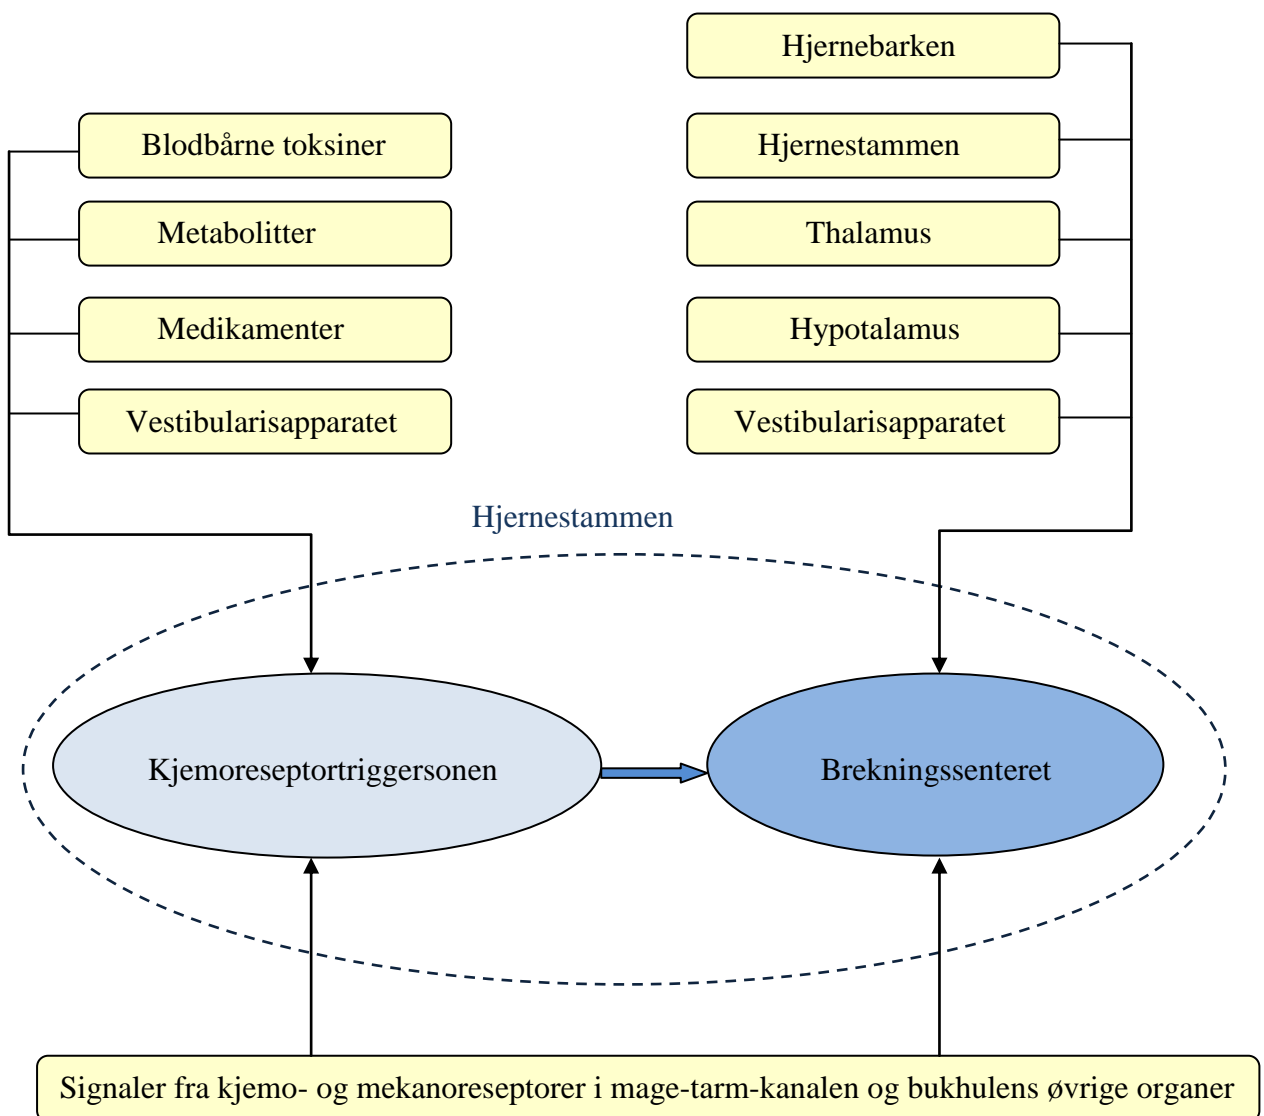 Hjernebarken
Blodbårne toksiner
Hjernestammen
Metabolitter
Thalamus
Medikamenter
Hypotalamus
Vestibularisapparatet
Vestibularisapparatet
Hjernestammen
Kjemoreseptortriggersonen
Brekningssenteret
Signaler fra kjemo- og mekanoreseptorer i mage-tarm-kanalen og bukhulens øvrige organer